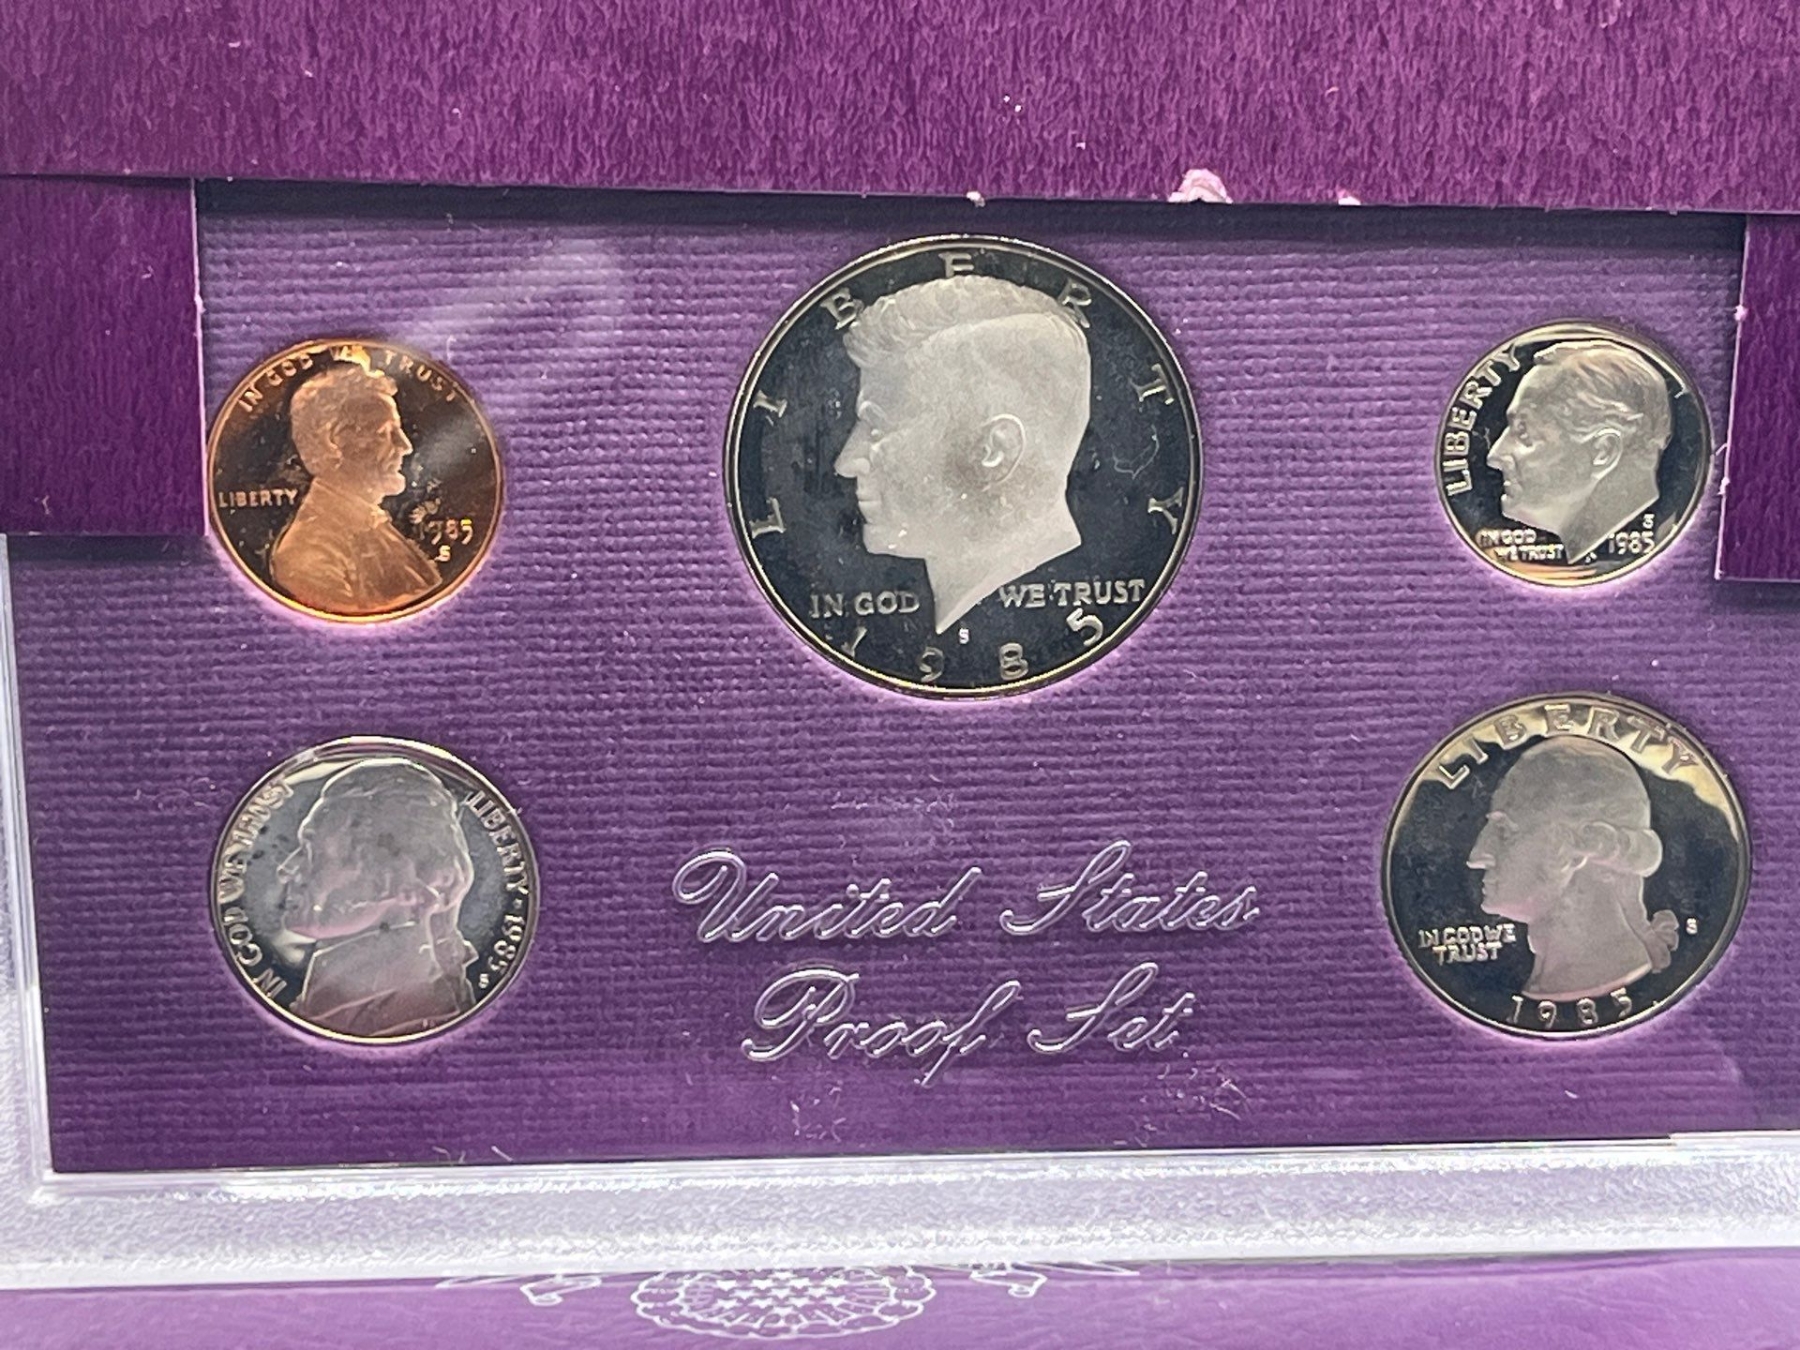 IN GOD WE TRUST
LIBERTY
1985
S
LIBERTY
IN GOD WE TRUST
S
1985
LIBERTY
IN GOD
WE TRUST
S
1985
IN GOD WE TRUST
LIBERTY · 1985
S
United States
Proof Set
LIBERTY
IN GOD WE
TRUST
S
1985